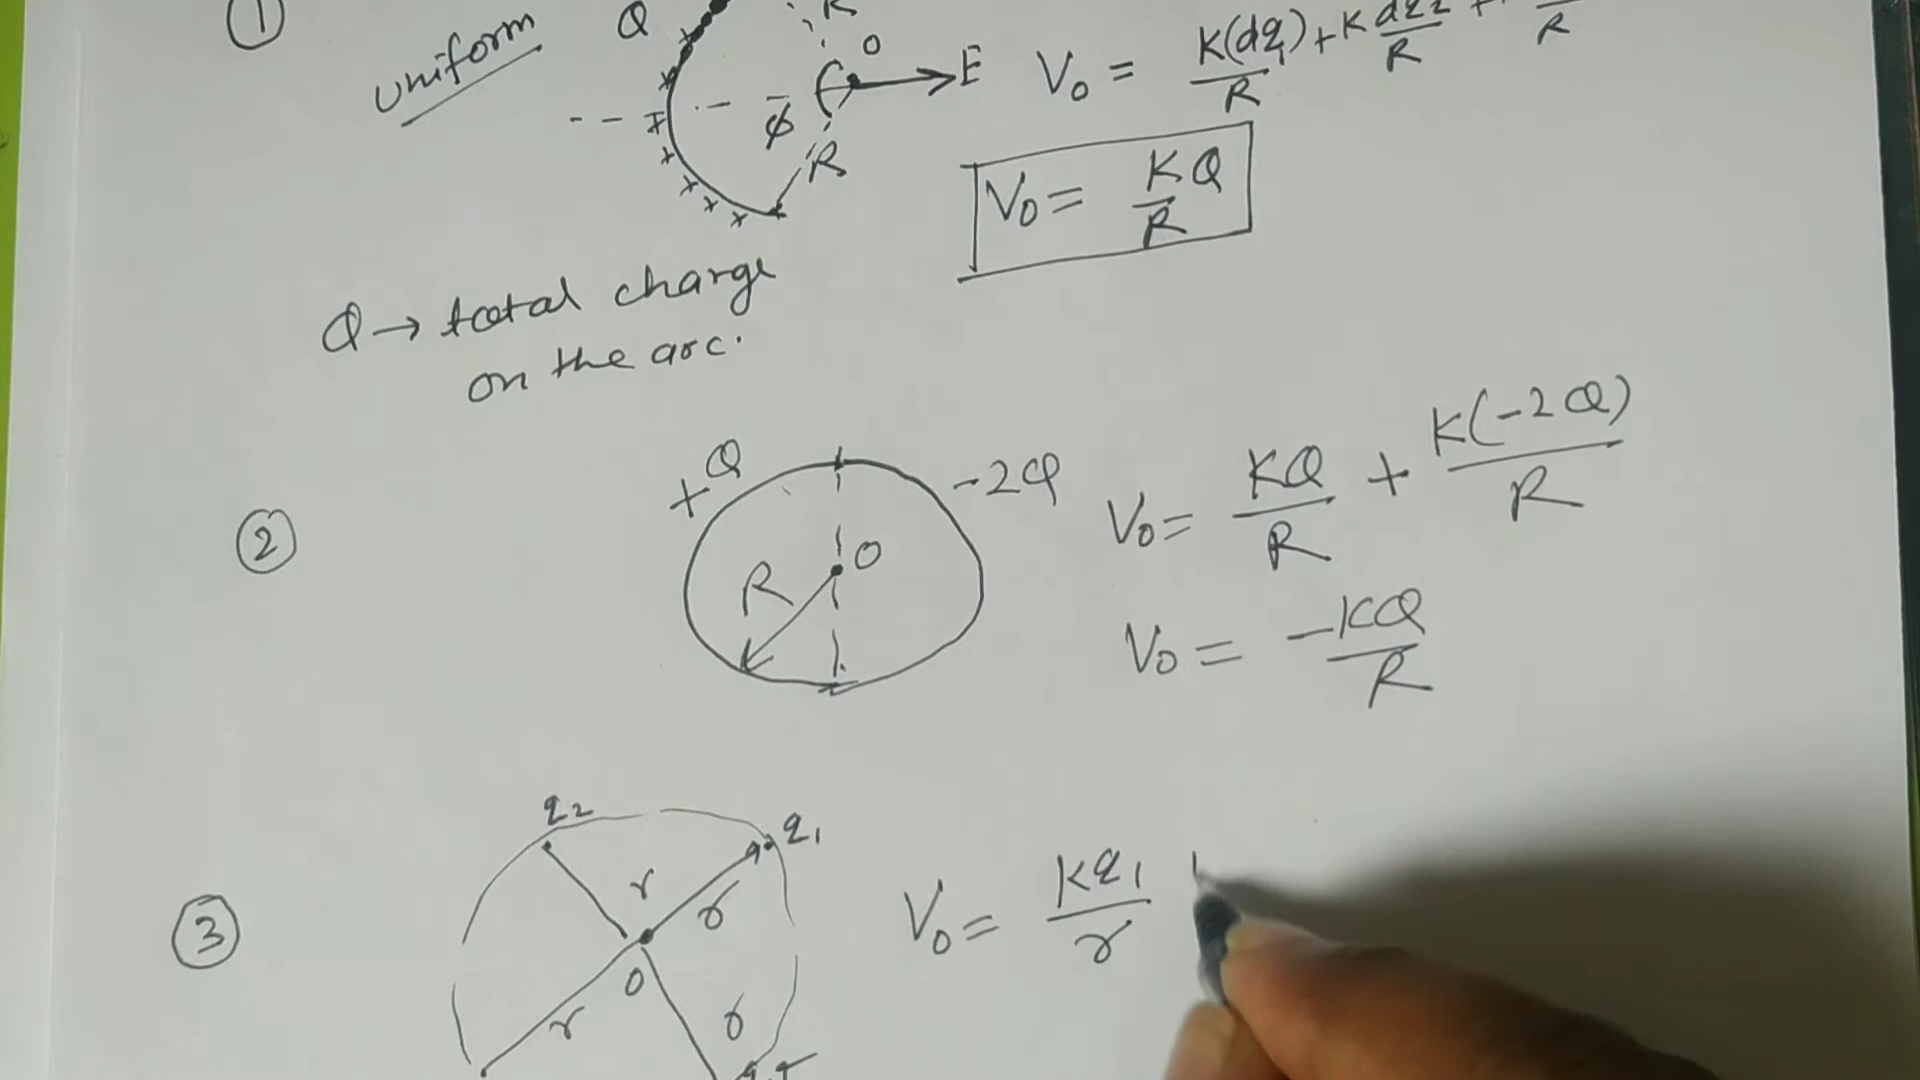 ①
uniform
Q
R
O
E
V₀ = K(dq₁)/R + K dq₂/R +
R
φ
R
V₀ = KQ/R
Q → total charge
on the arc.
②
+Q
-2Q
O
R
V₀ = KQ/R + K(-2Q)/R
V₀ = -KQ/R
③
q₂
q₁
r
r
O
r
r
V₀ = Kq₁/r